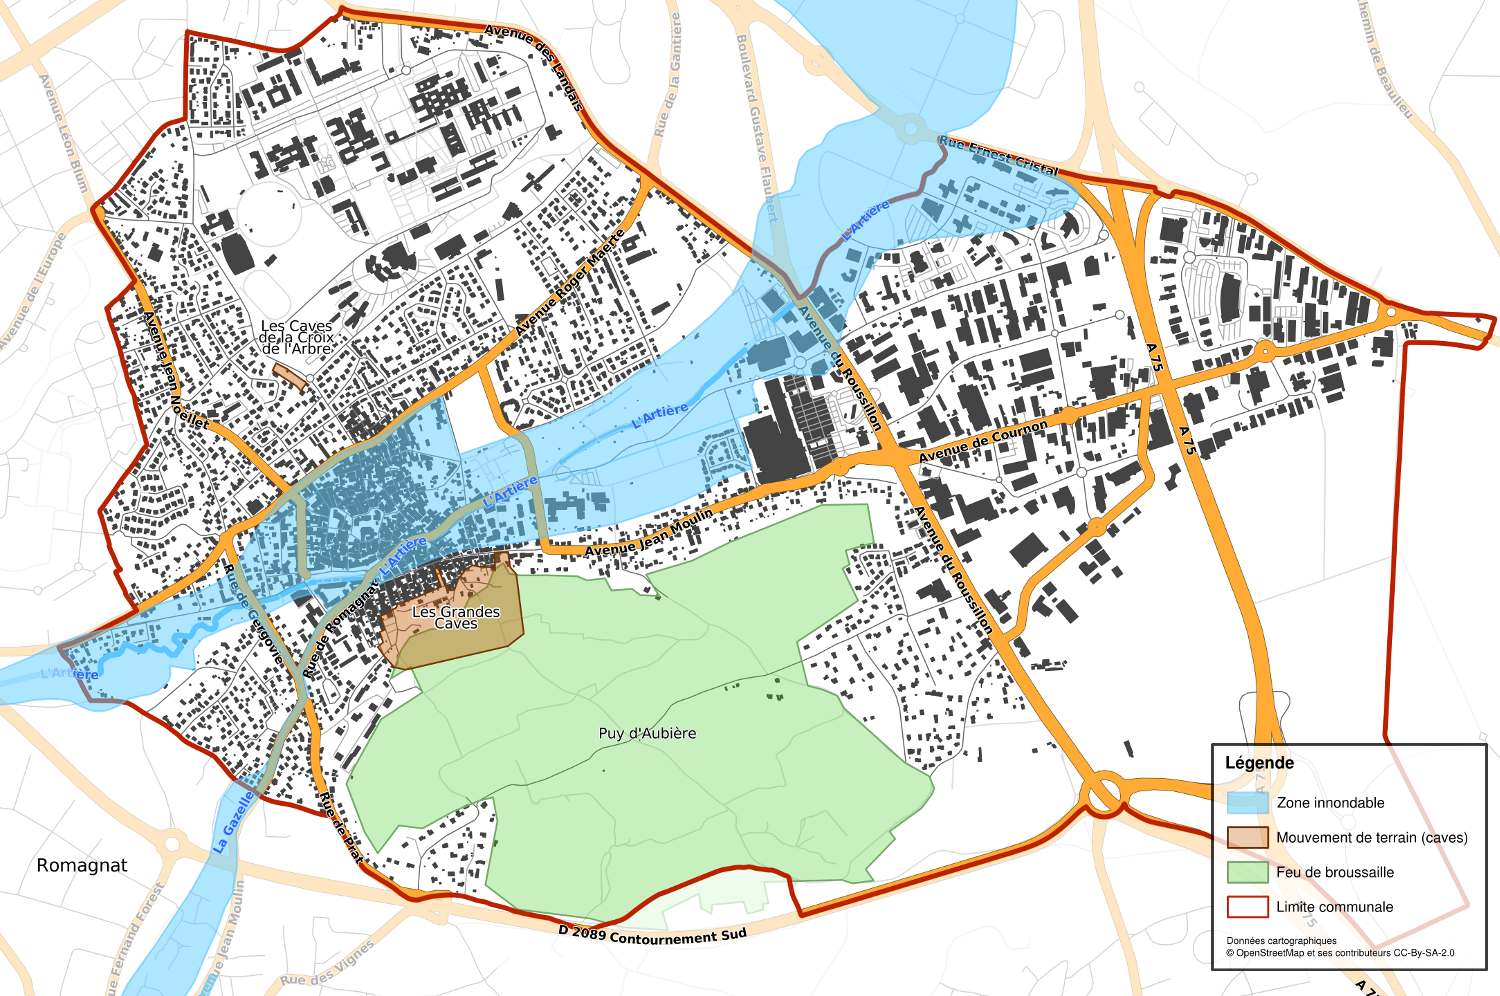 Avenue des Landais
Rue de la Gantière
Boulevard Gustave Flaubert
Chemin de Beaulieu
Avenue Léon Blum
Rue Ernest Cristal
L'Artière
Avenue de l'Europe
Avenue Roger Maerte
Les Caves
de la Croix
de l'Arbre
Avenue Jean Noëllet
Avenue du Roussillon
A 75
L'Artière
Avenue de Cournon
A 75
L'Artière
Avenue Jean Moulin
L'Artière
Avenue du Roussillon
Rue de Gergovie
Rue de Romagnat
Les Grandes
Caves
L'Artière
Puy d'Aubière
La Gazelle
Rue de Prat
Romagnat
Rue Fernand Forest
Avenue Jean Moulin
Rue des Vignes
D 2089 Contournement Sud
Légende
Zone innondable
Mouvement de terrain (caves)
Feu de broussaille
Limite communale
Données cartographiques
© OpenStreetMap et ses contributeurs CC-By-SA-2.0